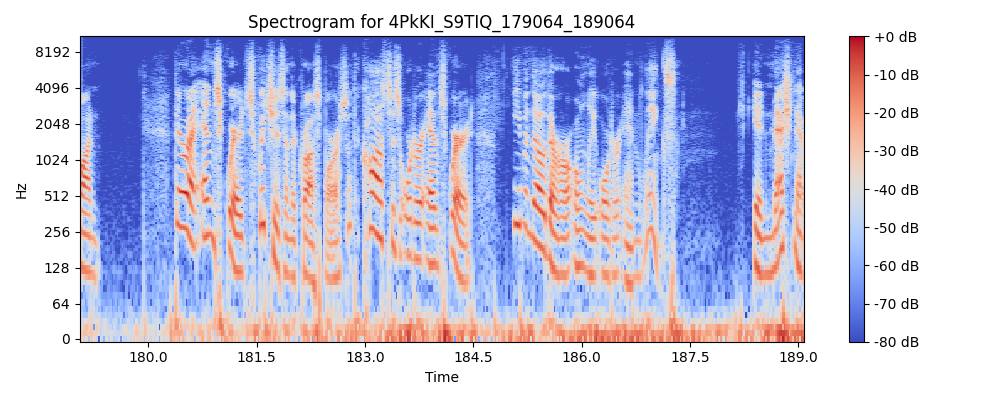 Spectrogram for 4PkKI_S9TIQ_179064_189064
8192
4096
2048
1024
512
256
128
64
0
Hz
180.0 181.5 183.0 184.5 186.0 187.5 189.0
Time
+0 dB
-10 dB
-20 dB
-30 dB
-40 dB
-50 dB
-60 dB
-70 dB
-80 dB